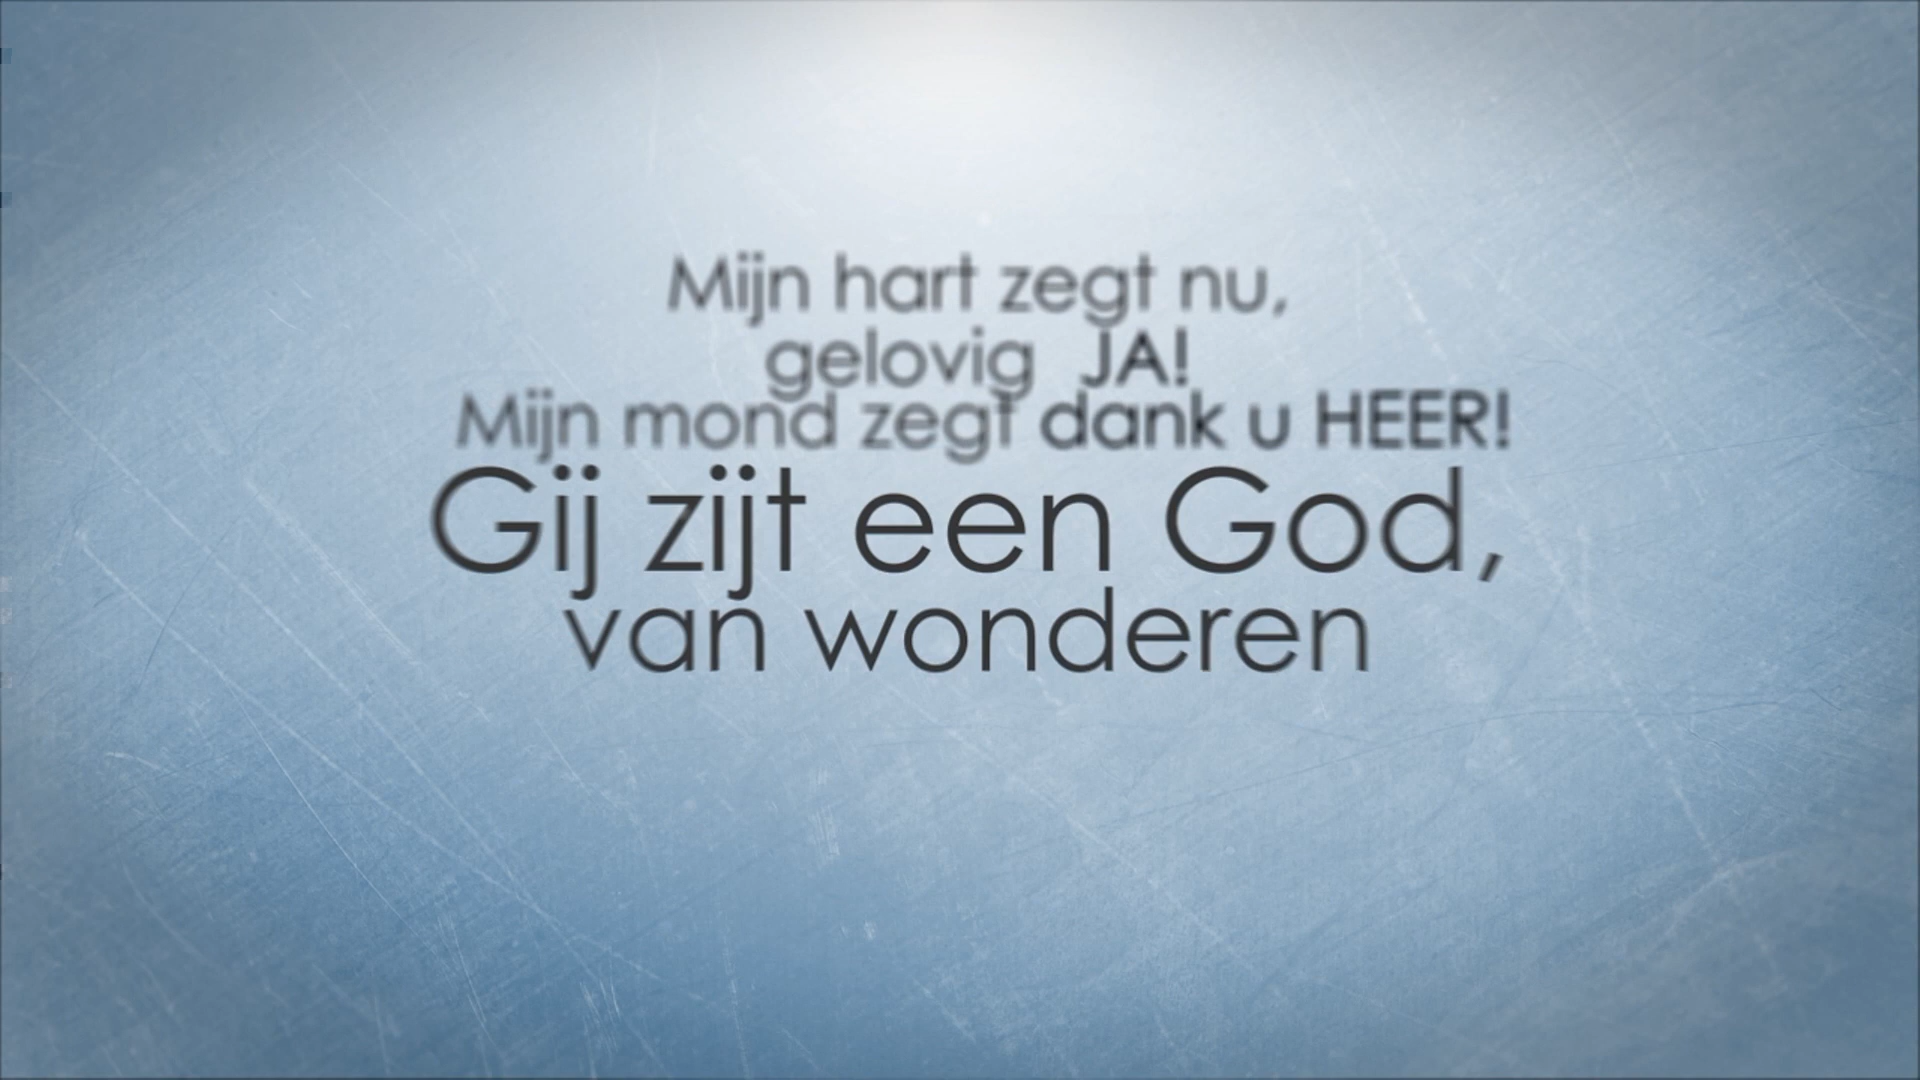 Mijn hart zegt nu,
gelovig JA!
Mijn mond zegt dank u HEER!
Gij zijt een God,
van wonderen